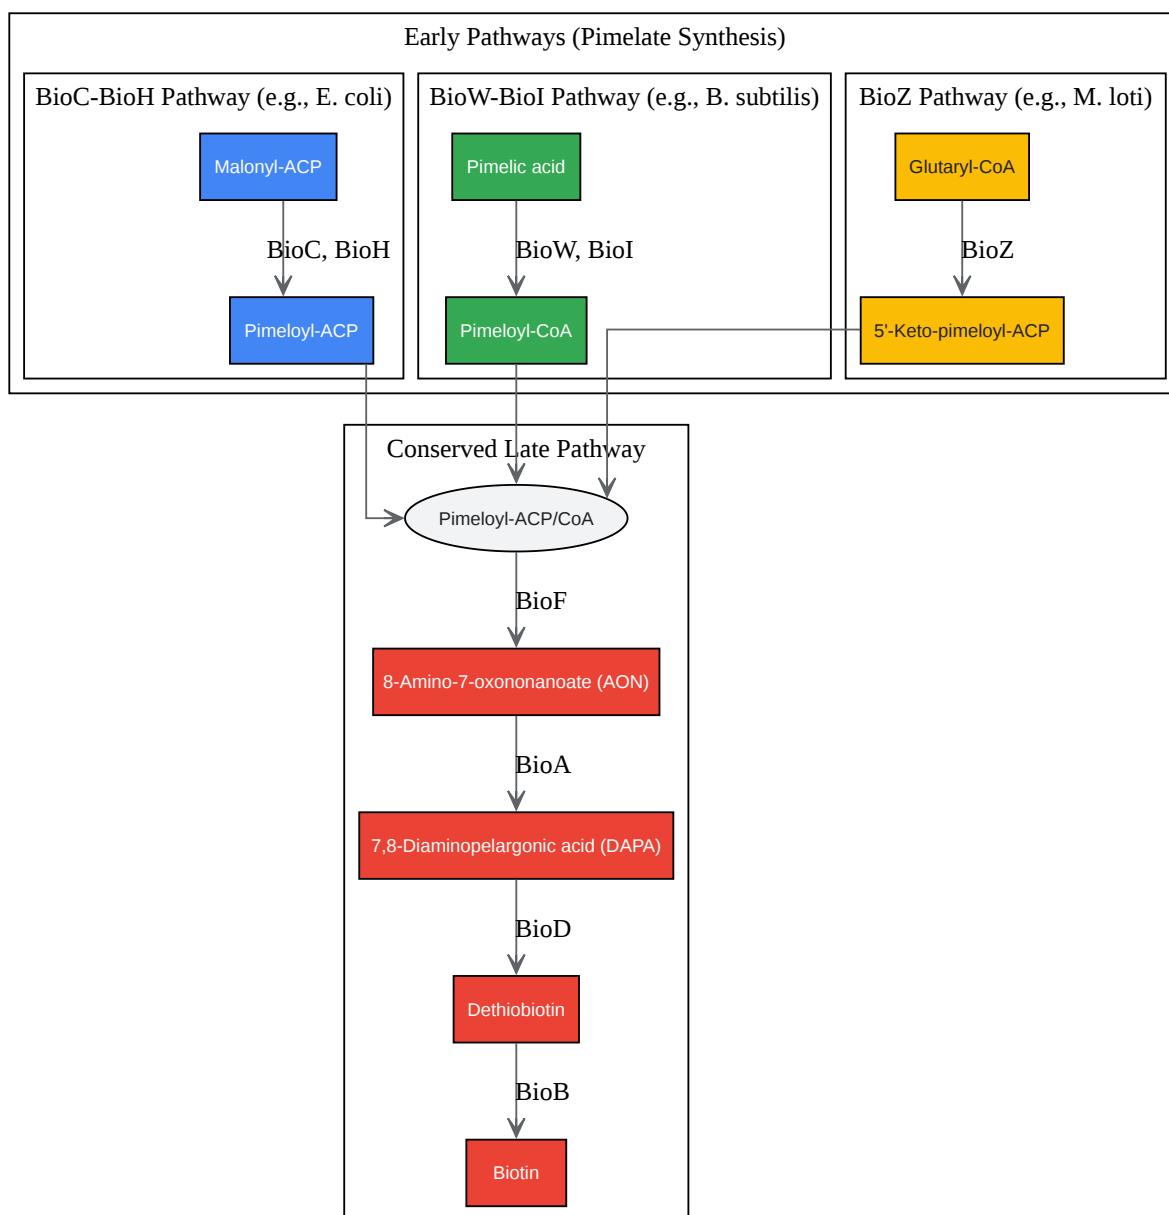 Early Pathways (Pimelate Synthesis)
BioC-BioH Pathway (e.g., E. coli)
Malonyl-ACP
BioC, BioH
Pimeloyl-ACP
BioW-BioI Pathway (e.g., B. subtilis)
Pimelic acid
BioW, BioI
Pimeloyl-CoA
BioZ Pathway (e.g., M. loti)
Glutaryl-CoA
BioZ
5'-Keto-pimeloyl-ACP
Conserved Late Pathway
Pimeloyl-ACP/CoA
BioF
8-Amino-7-oxononanoate (AON)
BioA
7,8-Diaminopelargonic acid (DAPA)
BioD
Dethiobiotin
BioB
Biotin